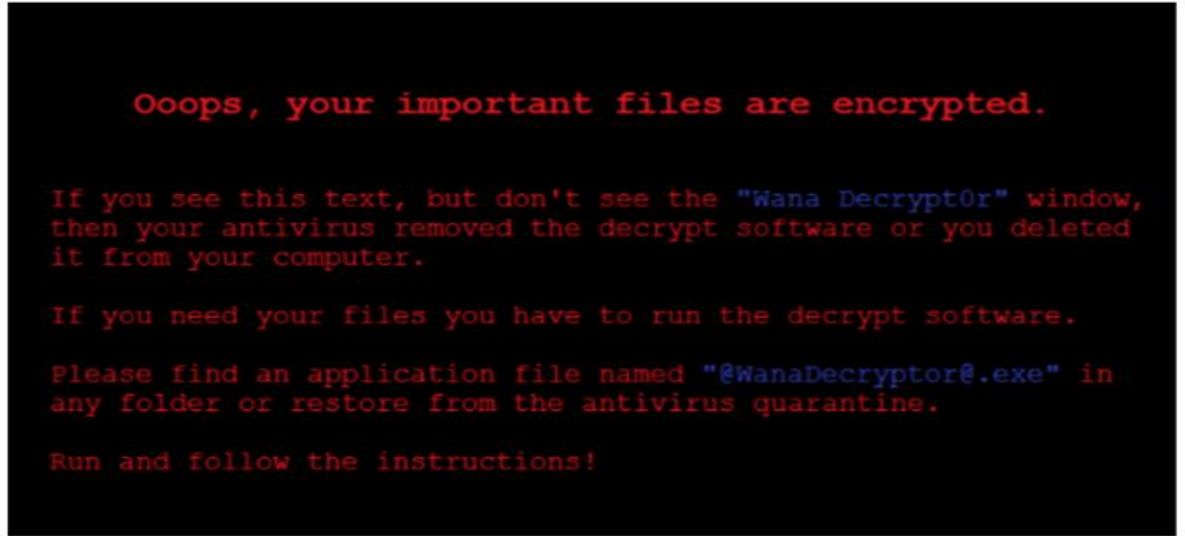 Ooops, your important files are encrypted.
If you see this text, but don't see the "Wana Decrypt0r" window,
then your antivirus removed the decrypt software or you deleted
it from your computer.
If you need your files you have to run the decrypt software.
Please find an application file named "@WanaDecryptor@.exe" in
any folder or restore from the antivirus quarantine.
Run and follow the instructions!